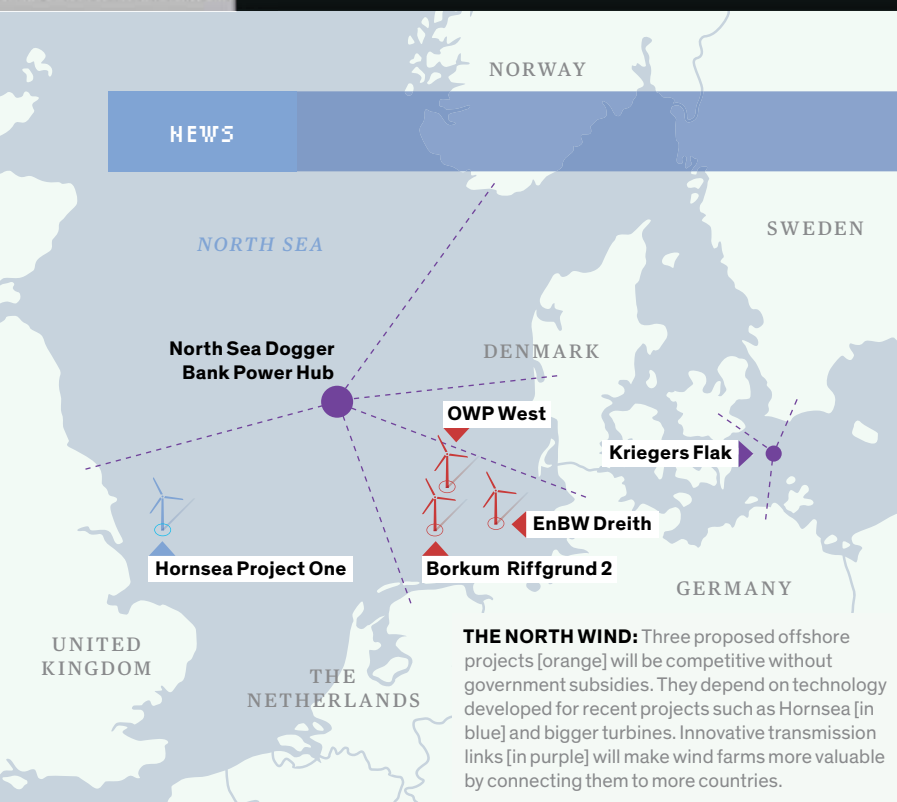 NORWAY
NEWS
SWEDEN
NORTH SEA
North Sea Dogger
Bank Power Hub
DENMARK
OWP West
Kriegers Flak
EnBW Dreith
Hornsea Project One
Borkum Riffgrund 2
GERMANY
UNITED
KINGDOM
THE
NETHERLANDS
THE NORTH WIND: Three proposed offshore
projects [orange] will be competitive without
government subsidies. They depend on technology
developed for recent projects such as Hornsea [in
blue] and bigger turbines. Innovative transmission
links [in purple] will make wind farms more valuable
by connecting them to more countries.